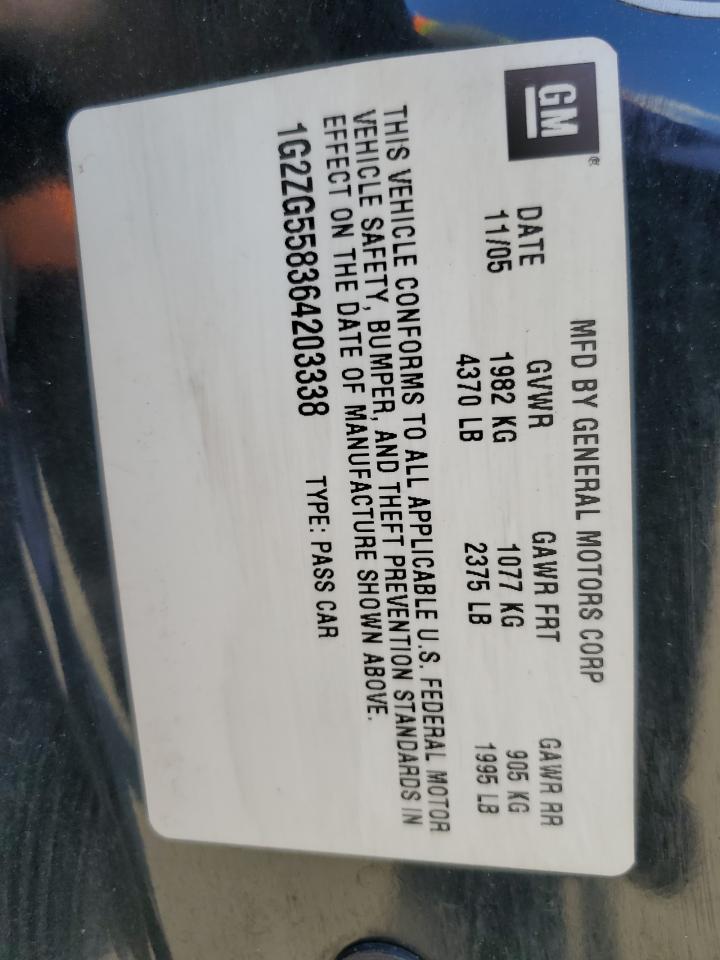 GM®
MFD BY GENERAL MOTORS CORP
DATE GVWR GAWR FRT GAWR RR
11/05 1982 KG 1077 KG 905 KG
4370 LB 2375 LB 1995 LB
THIS VEHICLE CONFORMS TO ALL APPLICABLE U.S. FEDERAL MOTOR
VEHICLE SAFETY, BUMPER, AND THEFT PREVENTION STANDARDS IN
EFFECT ON THE DATE OF MANUFACTURE SHOWN ABOVE.
1G2ZG558364203338 TYPE: PASS CAR